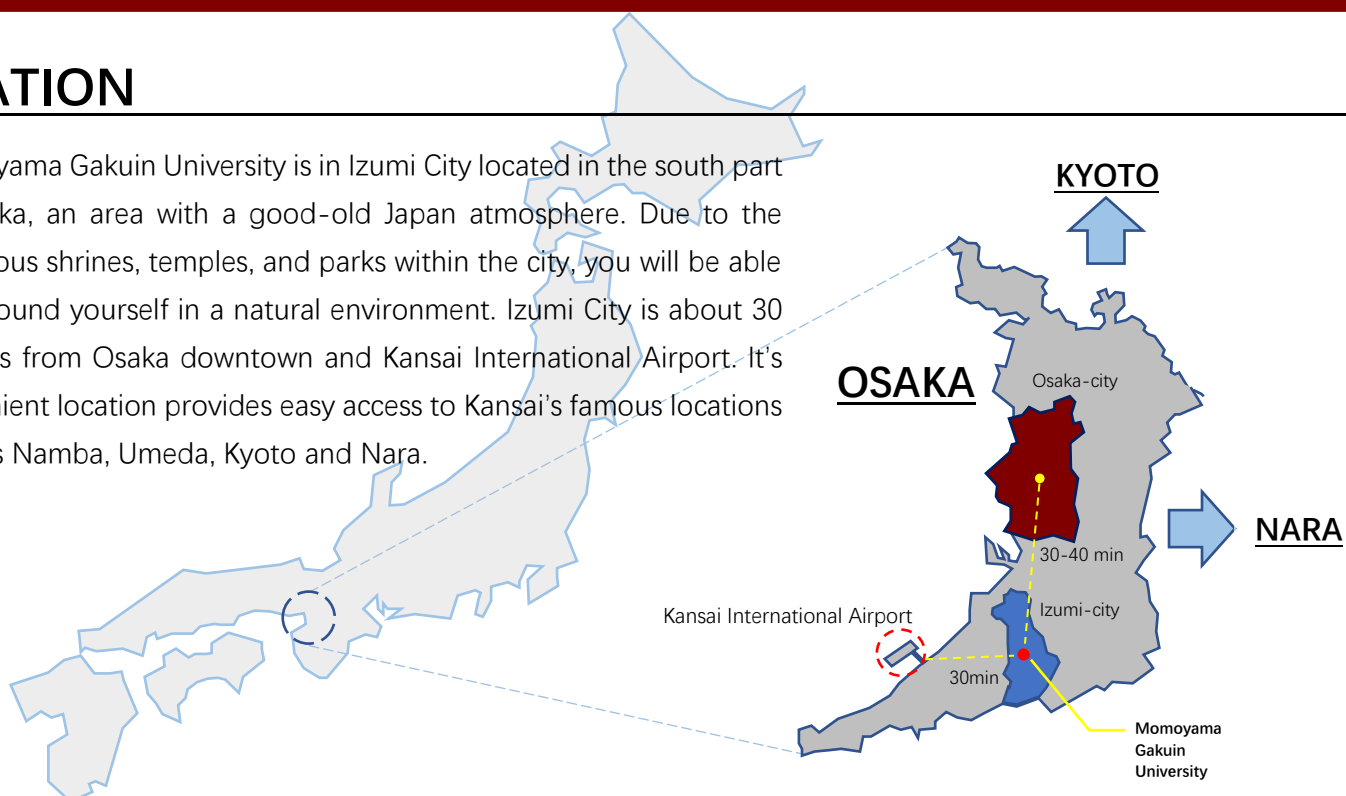 ATION
yama Gakuin University is in Izumi City located in the south part
ka, an area with a good-old Japan atmosphere. Due to the
ous shrines, temples, and parks within the city, you will be able
ound yourself in a natural environment. Izumi City is about 30
s from Osaka downtown and Kansai International Airport. It's
ient location provides easy access to Kansai's famous locations
s Namba, Umeda, Kyoto and Nara.
KYOTO
OSAKA
Osaka-city
NARA
30-40 min
Izumi-city
Kansai International Airport
30min
Momoyama
Gakuin
University